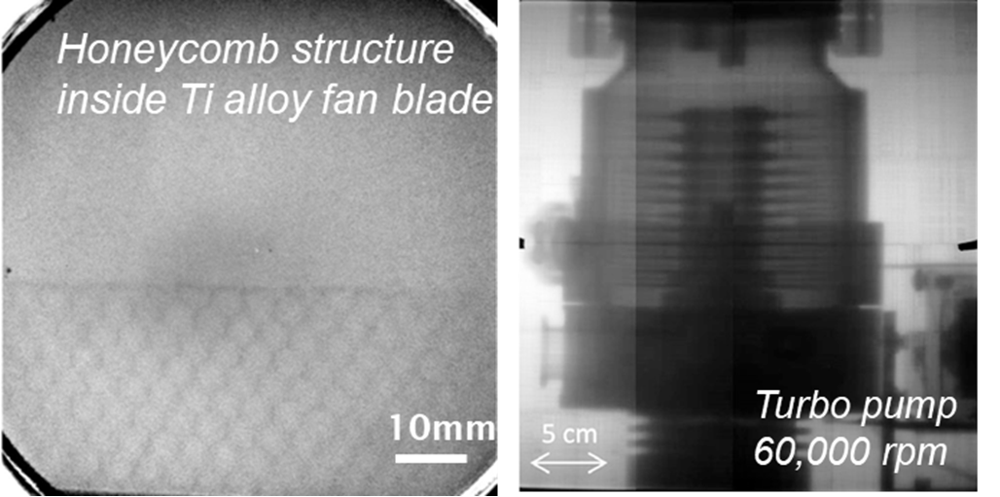 Honeycomb structure
inside Ti alloy fan blade
10mm
5 cm
Turbo pump
60,000 rpm